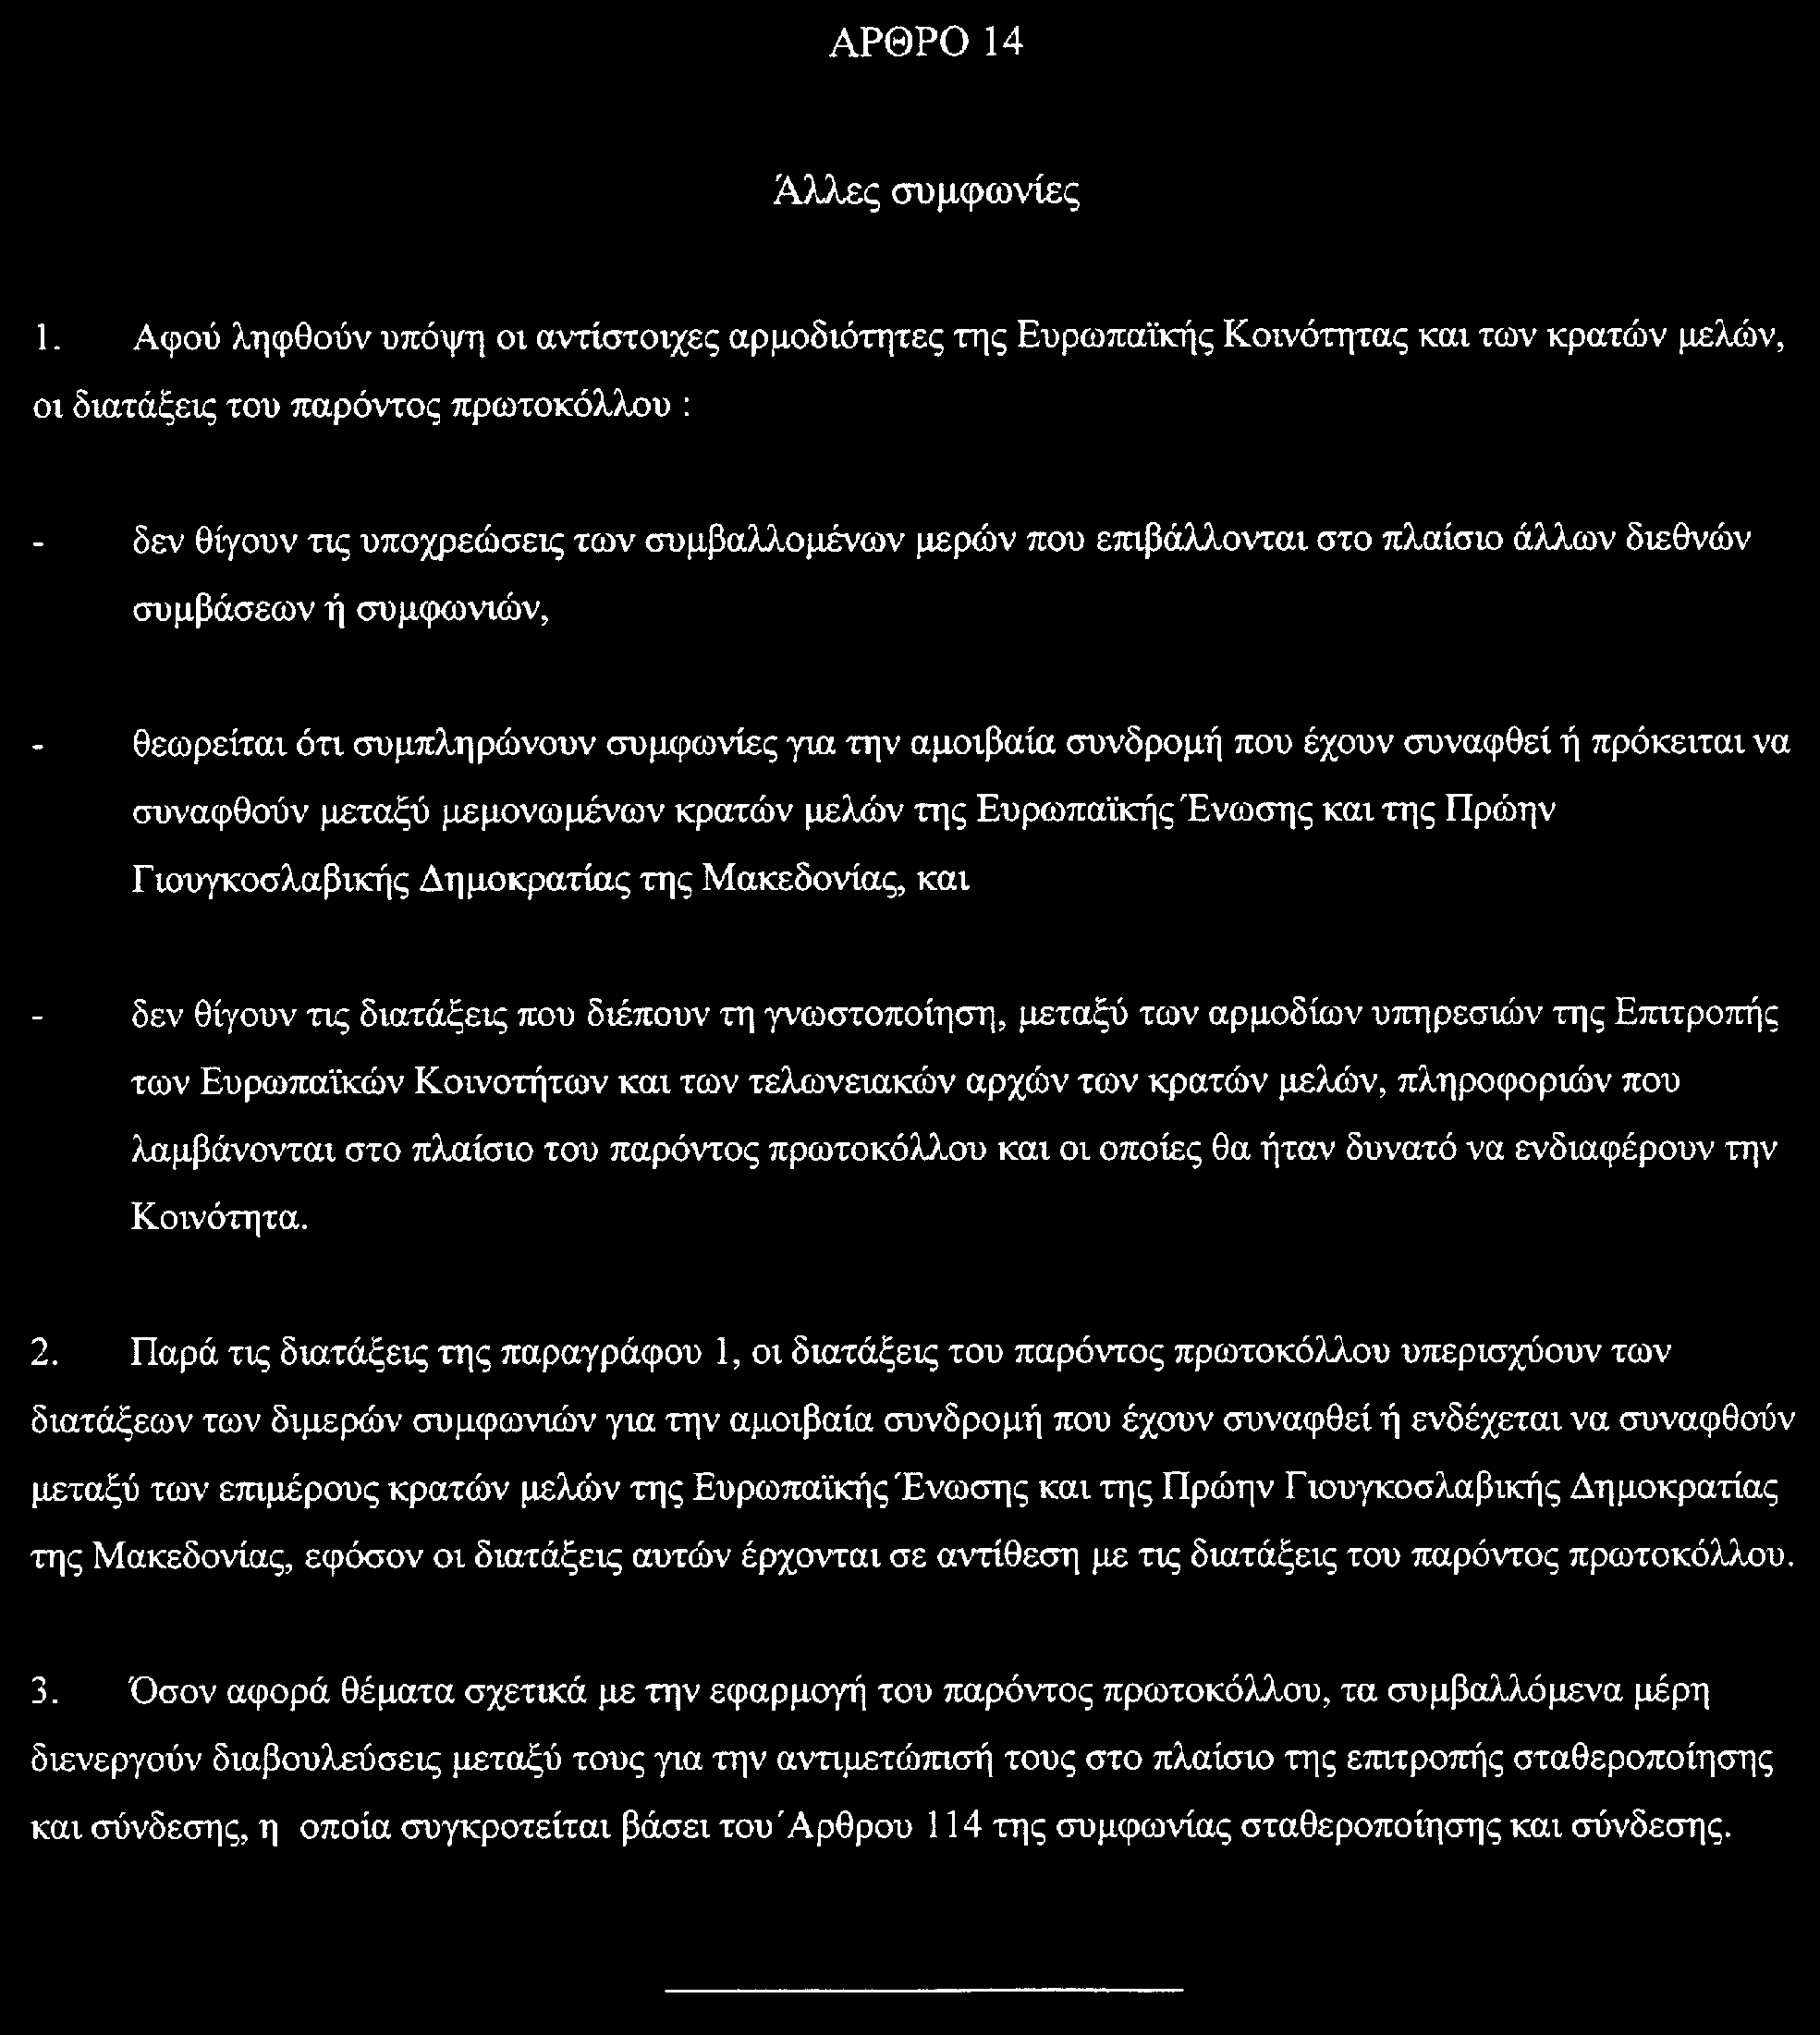 ΑΡΘΡΟ 14
Άλλες συμφωνίες
1. Αφού ληφθούν υπόψη οι αντίστοιχες αρμοδιότητες της Ευρωπαϊκής Κοινότητας και των κρατών μελών,
οι διατάξεις του παρόντος πρωτοκόλλου :
- δεν θίγουν τις υποχρεώσεις των συμβαλλομένων μερών που επιβάλλονται στο πλαίσιο άλλων διεθνών
συμβάσεων ή συμφωνιών,
- θεωρείται ότι συμπληρώνουν συμφωνίες για την αμοιβαία συνδρομή που έχουν συναφθεί ή πρόκειται να
συναφθούν μεταξύ μεμονωμένων κρατών μελών της Ευρωπαϊκής Ένωσης και της Πρώην
Γιουγκοσλαβικής Δημοκρατίας της Μακεδονίας, και
- δεν θίγουν τις διατάξεις που διέπουν τη γνωστοποίηση, μεταξύ των αρμοδίων υπηρεσιών της Επιτροπής
των Ευρωπαϊκών Κοινοτήτων και των τελωνειακών αρχών των κρατών μελών, πληροφοριών που
λαμβάνονται στο πλαίσιο του παρόντος πρωτοκόλλου και οι οποίες θα ήταν δυνατό να ενδιαφέρουν την
Κοινότητα.
2. Παρά τις διατάξεις της παραγράφου 1, οι διατάξεις του παρόντος πρωτοκόλλου υπερισχύουν των
διατάξεων των διμερών συμφωνιών για την αμοιβαία συνδρομή που έχουν συναφθεί ή ενδέχεται να συναφθούν
μεταξύ των επιμέρους κρατών μελών της Ευρωπαϊκής Ένωσης και της Πρώην Γιουγκοσλαβικής Δημοκρατίας
της Μακεδονίας, εφόσον οι διατάξεις αυτών έρχονται σε αντίθεση με τις διατάξεις του παρόντος πρωτοκόλλου.
3. Όσον αφορά θέματα σχετικά με την εφαρμογή του παρόντος πρωτοκόλλου, τα συμβαλλόμενα μέρη
διενεργούν διαβουλεύσεις μεταξύ τους για την αντιμετώπισή τους στο πλαίσιο της επιτροπής σταθεροποίησης
και σύνδεσης, η οποία συγκροτείται βάσει του Άρθρου 114 της συμφωνίας σταθεροποίησης και σύνδεσης.